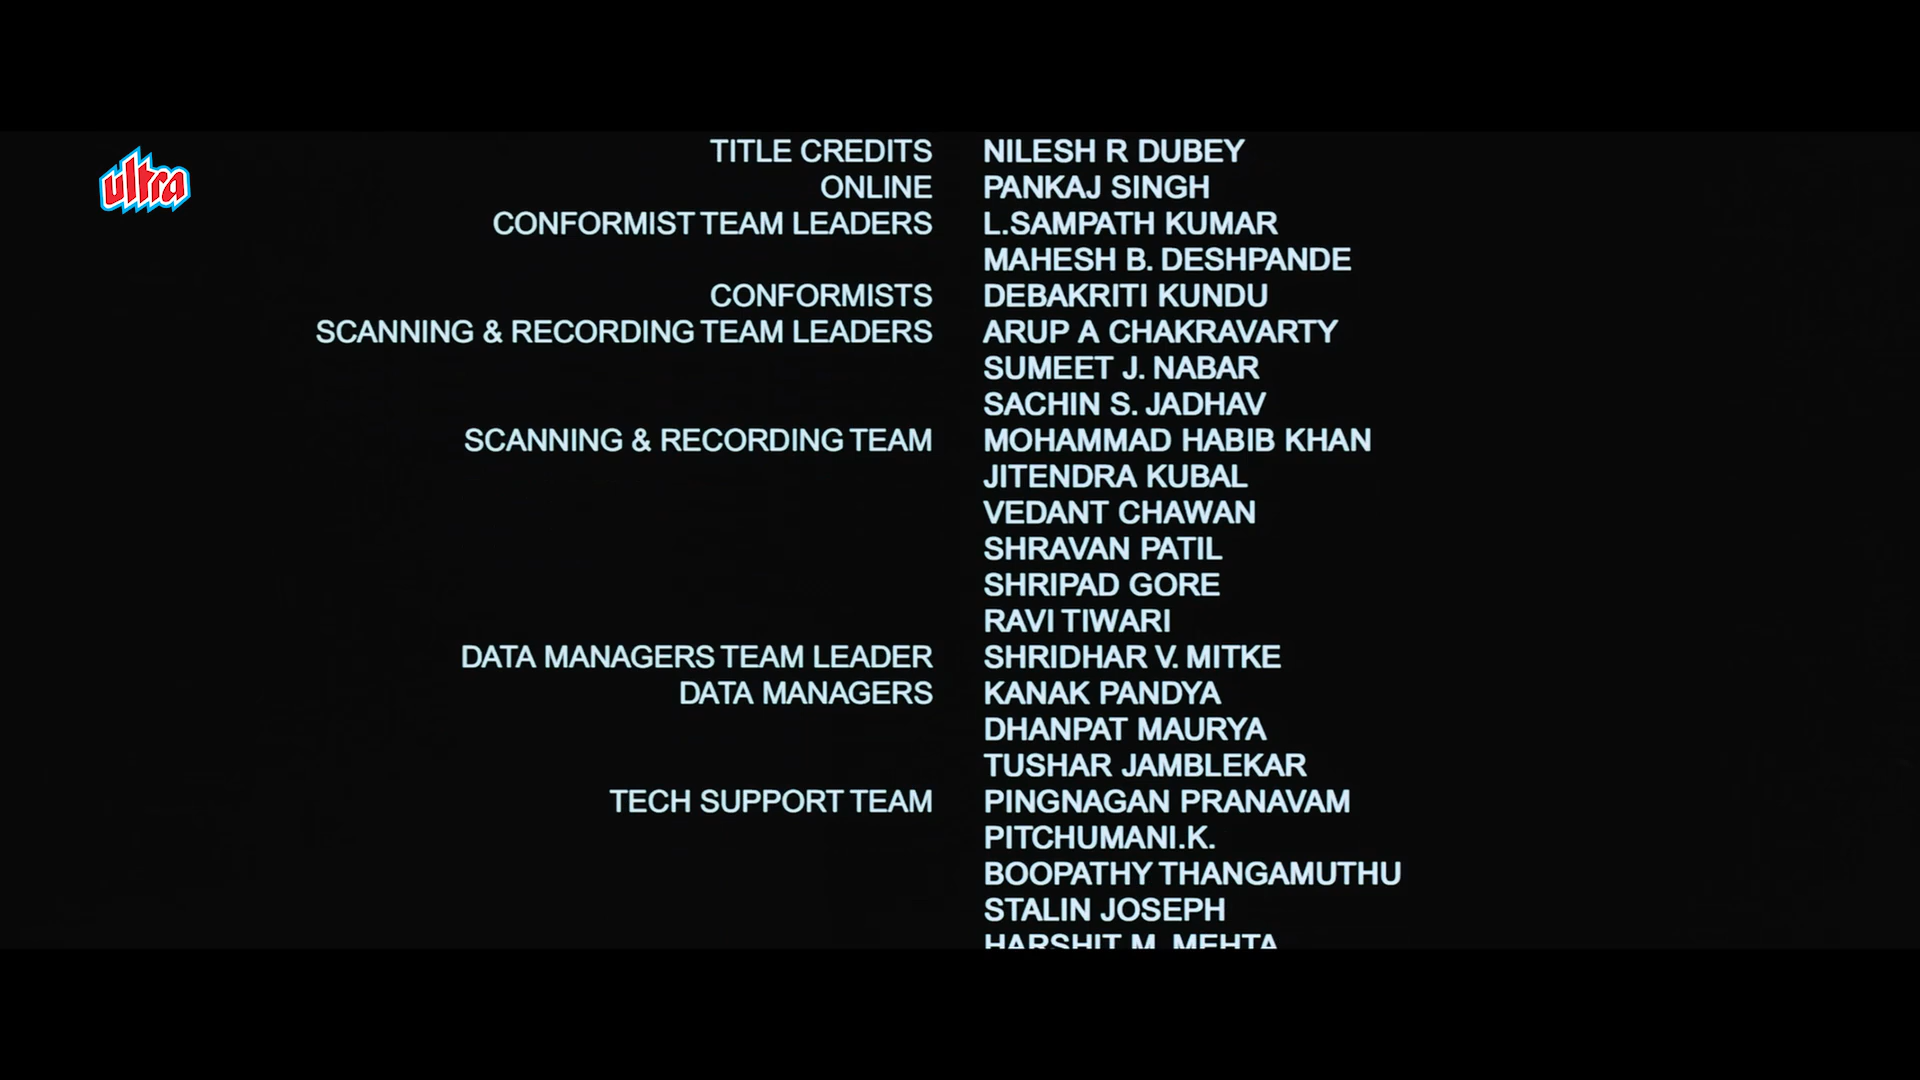 ultra
TITLE CREDITS NILESH R DUBEY
ONLINE PANKAJ SINGH
CONFORMIST TEAM LEADERS L.SAMPATH KUMAR
MAHESH B. DESHPANDE
CONFORMISTS DEBAKRITI KUNDU
SCANNING & RECORDING TEAM LEADERS ARUP A CHAKRAVARTY
SUMEET J. NABAR
SACHIN S. JADHAV
SCANNING & RECORDING TEAM MOHAMMAD HABIB KHAN
JITENDRA KUBAL
VEDANT CHAWAN
SHRAVAN PATIL
SHRIPAD GORE
RAVI TIWARI
DATA MANAGERS TEAM LEADER SHRIDHAR V. MITKE
DATA MANAGERS KANAK PANDYA
DHANPAT MAURYA
TUSHAR JAMBLEKAR
TECH SUPPORT TEAM PINGNAGAN PRANAVAM
PITCHUMANI.K.
BOOPATHY THANGAMUTHU
STALIN JOSEPH
HARSHIT M. MEHTA